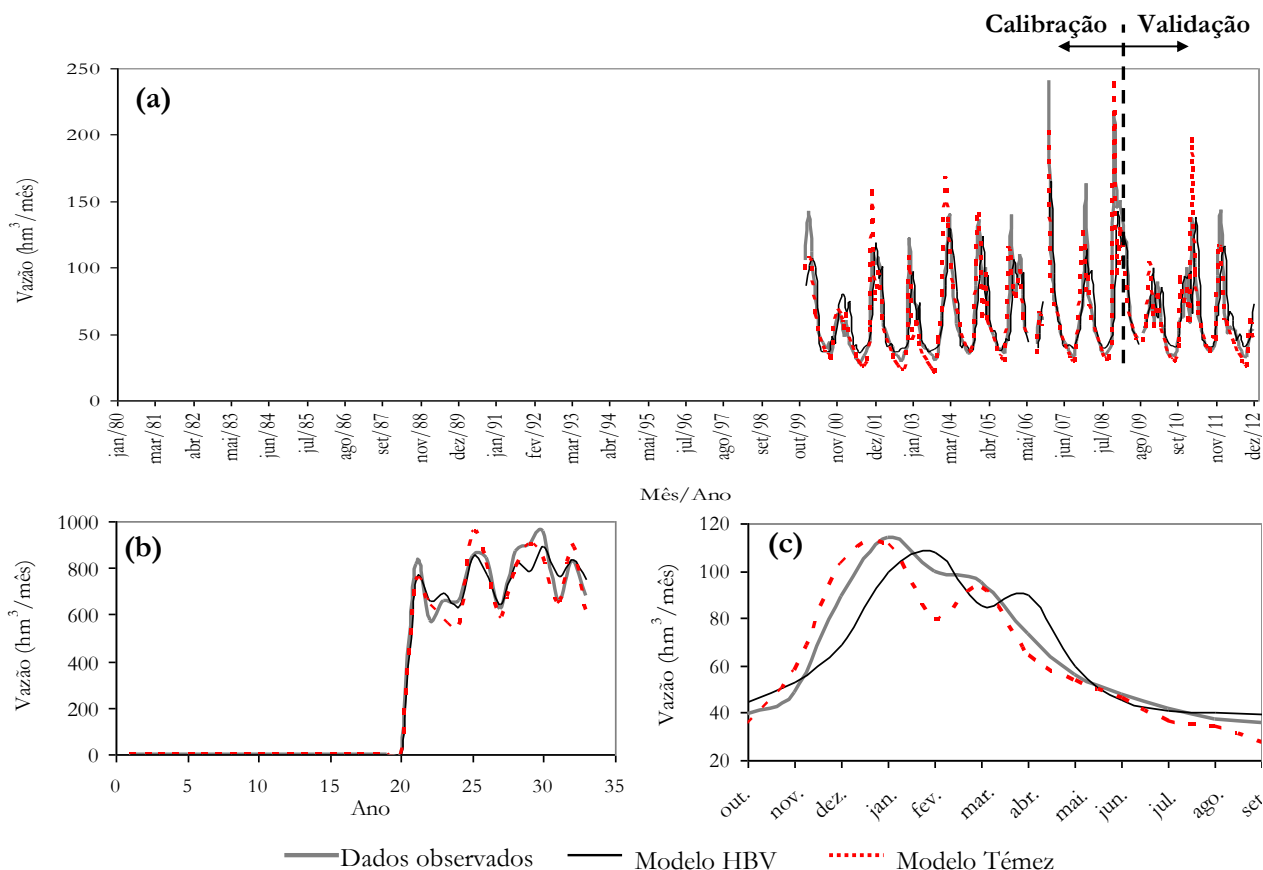 Calibração Validação
250
200
150
100
50
0
(a)
Vazão (hm³/mês)
jan/80 mar/81 abr/82 mai/83 jun/84 jul/85 ago/86 set/87 nov/88 dez/89 jan/91 fev/92 mar/93 abr/94 mai/95 jul/96 ago/97 set/98 out/99 nov/00 dez/01 jan/03 mar/04 abr/05 mai/06 jun/07 jul/08 ago/09 set/10 nov/11 dez/12
Mês/Ano
1000
800
600
400
200
0
(b)
Vazão (hm³/mês)
0 5 10 15 20 25 30 35
Ano
120
100
80
60
40
20
(c)
Vazão (hm³/mês)
out. nov. dez. jan. fev. mar. abr. mai. jun. jul. ago. set
Dados observados Modelo HBV Modelo Témez